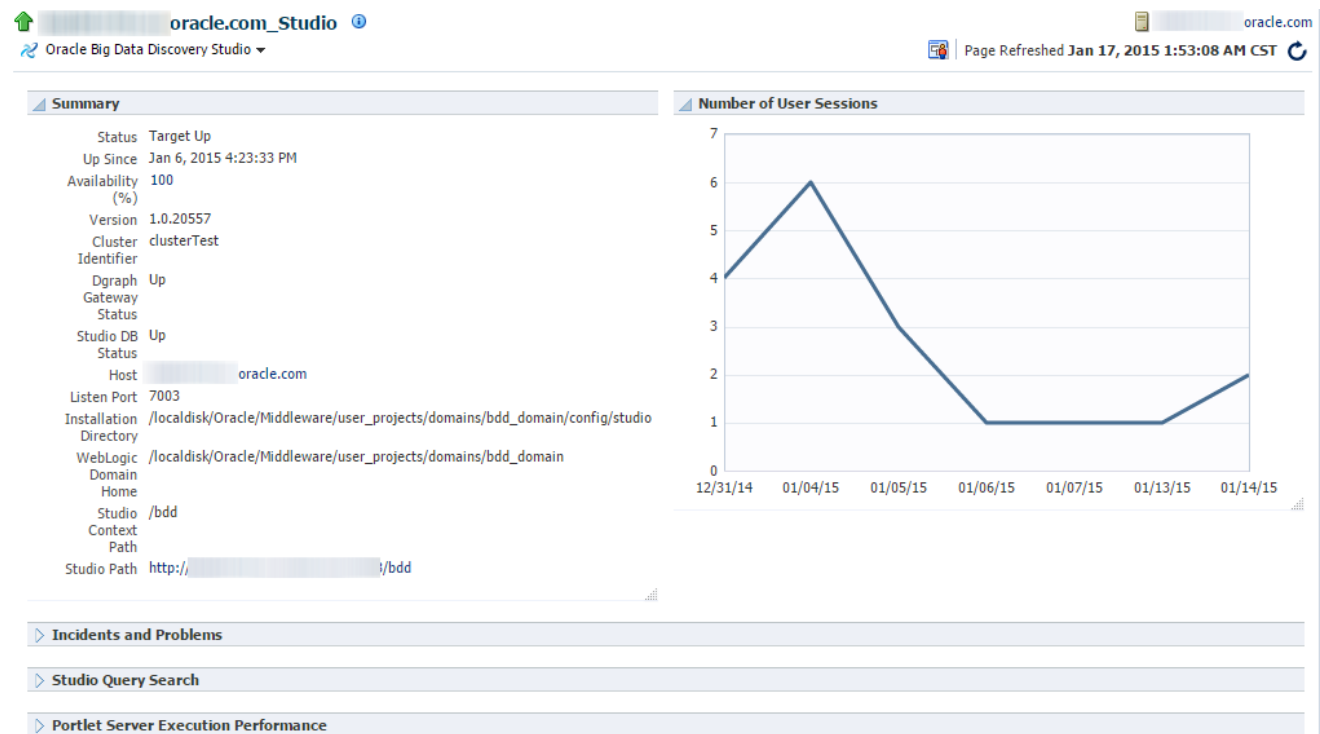 oracle.com_Studio
oracle.com
Oracle Big Data Discovery Studio
Page Refreshed Jan 17, 2015 1:53:08 AM CST
Summary
Status Target Up
Up Since Jan 6, 2015 4:23:33 PM
Availability 100
(%)
Version 1.0.20557
Cluster clusterTest
Identifier
Dgraph Up
Gateway
Status
Studio DB Up
Status
Host oracle.com
Listen Port 7003
Installation /localdisk/Oracle/Middleware/user_projects/domains/bdd_domain/config/studio
Directory
WebLogic /localdisk/Oracle/Middleware/user_projects/domains/bdd_domain
Domain
Home
Studio /bdd
Context
Path
Studio Path http:// /bdd
Number of User Sessions
7
6
5
4
3
2
1
0
12/31/14 01/04/15 01/05/15 01/06/15 01/07/15 01/13/15 01/14/15
Incidents and Problems
Studio Query Search
Portlet Server Execution Performance